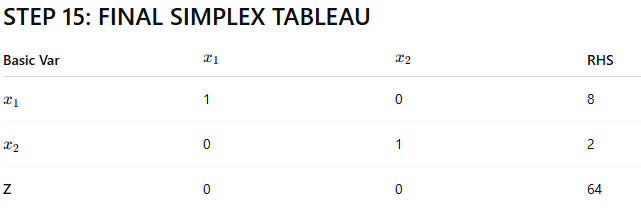 STEP 15: FINAL SIMPLEX TABLEAU
Basic Var x₁ x₂ RHS
x₁ 1 0 8
x₂ 0 1 2
Z 0 0 64